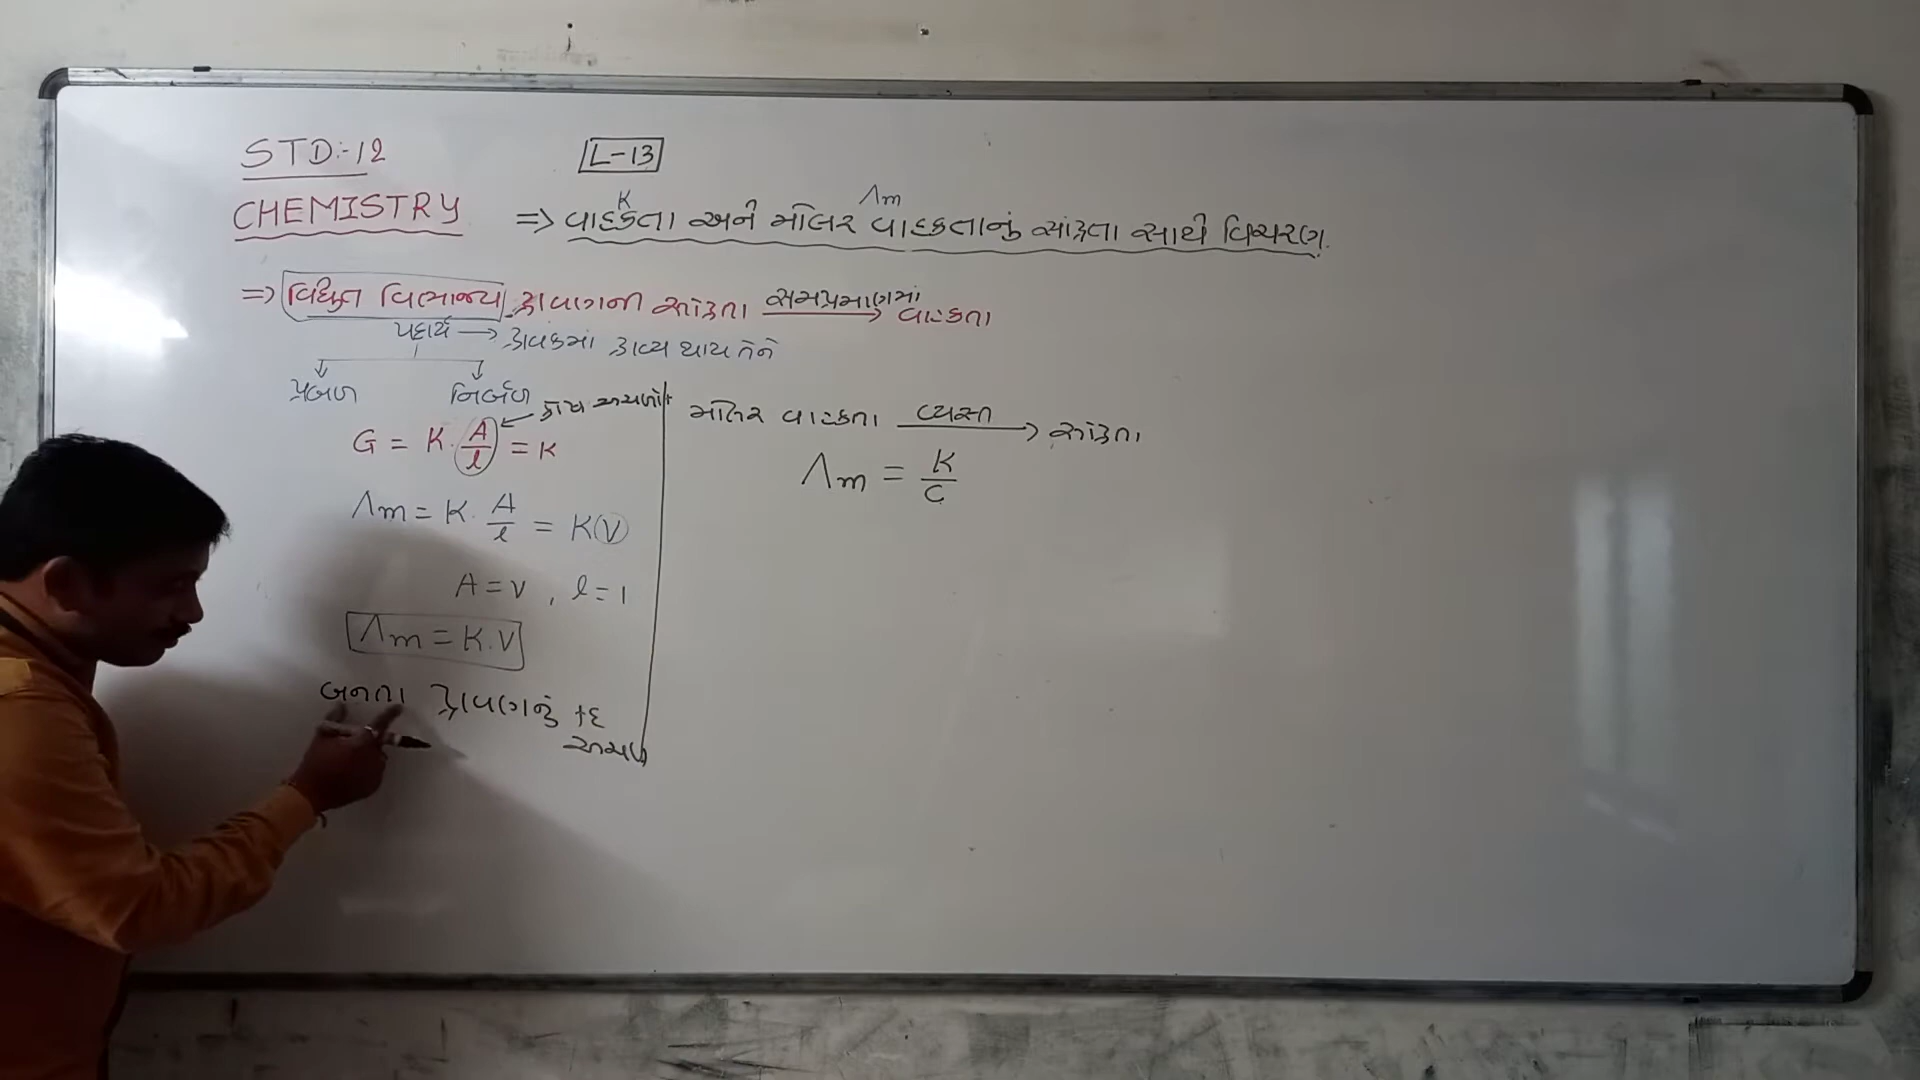 STD:-12
L-13
CHEMISTRY
K Λm
⇒ વાહકતા અને મોલર વાહકતાનું સાંદ્રતા સાથે વિચરણ.
⇒ વિદ્યુત વિભાજ્ય દ્રાવણની સાંદ્રતા સમપ્રમાણમાં → વાહકતા
પદાર્થ → દ્રાવકમાં દ્રાવ્ય થાય તેને
પ્રબળ નિર્બળ
G = K. A/l = K
Λm = K. A/l = K V
A = V , l = 1
Λm = K.V
બનતા દ્રાવણનું કદ
અચળ
મોલર વાહકતા વ્યસ્ત → સાંદ્રતા
Λm = K/C